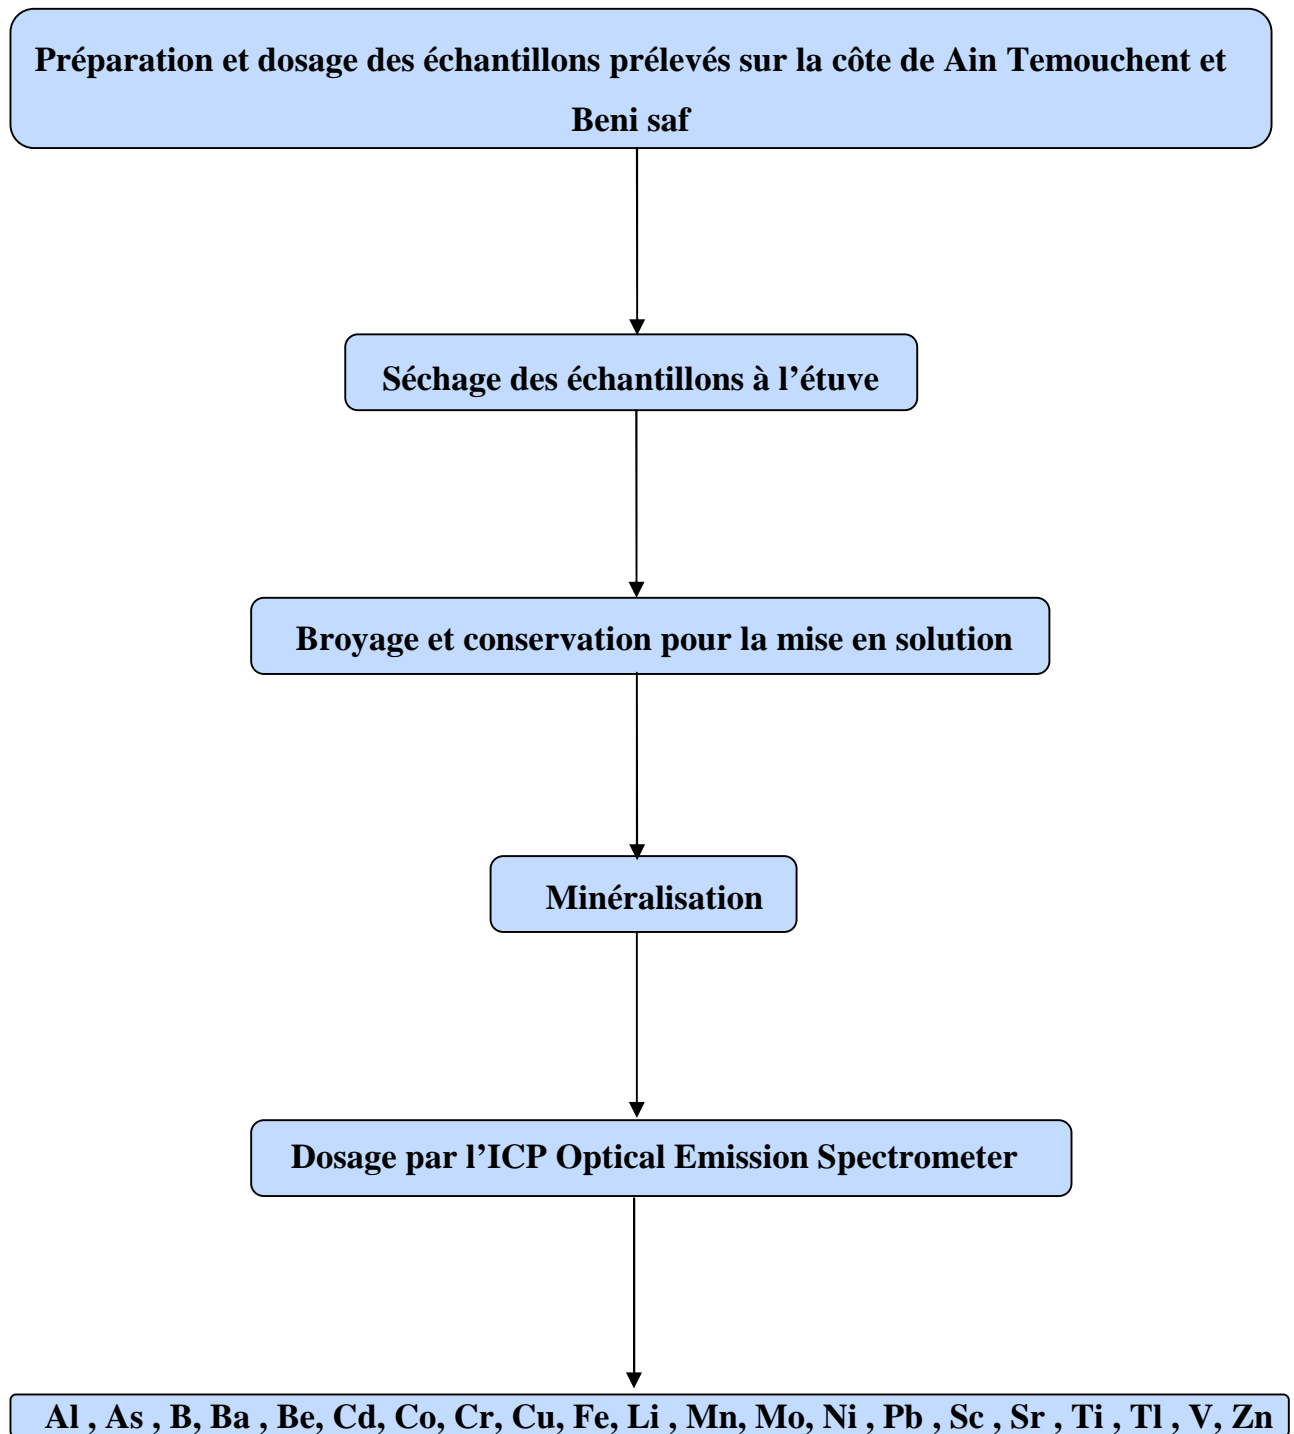 Préparation et dosage des échantillons prélevés sur la côte de Ain Temouchent et
Beni saf
Séchage des échantillons à l’étuve
Broyage et conservation pour la mise en solution
Minéralisation
Dosage par l’ICP Optical Emission Spectrometer
Al , As , B, Ba , Be, Cd, Co, Cr, Cu, Fe, Li , Mn, Mo, Ni , Pb , Sc , Sr , Ti , Tl , V, Zn